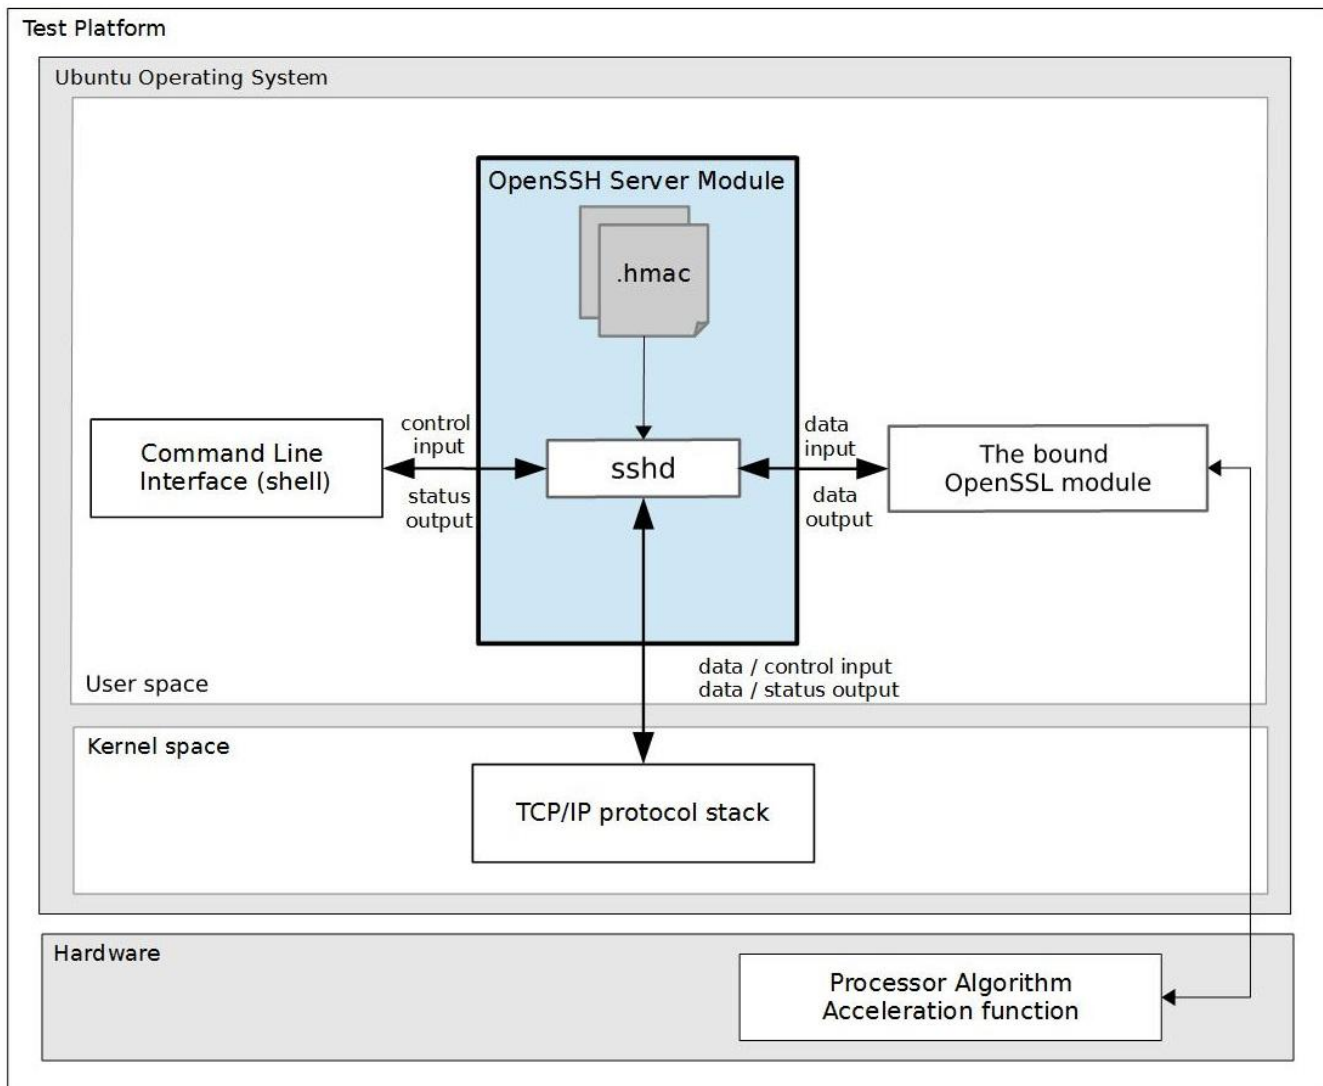 Test Platform
Ubuntu Operating System
OpenSSH Server Module
.hmac
control
input
data
input
Command Line
Interface (shell)
sshd
The bound
OpenSSL module
status
output
data
output
data / control input
data / status output
User space
Kernel space
TCP/IP protocol stack
Hardware
Processor Algorithm
Acceleration function